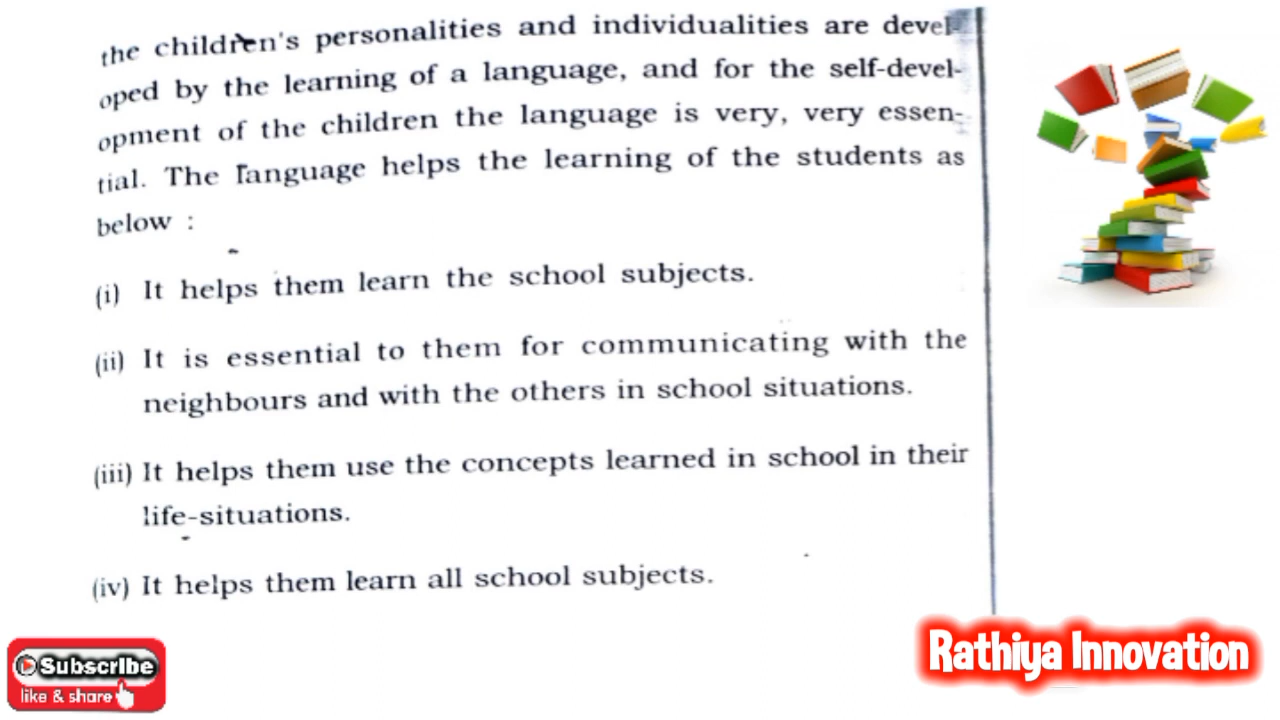 the children's personalities and individualities are devel-
oped by the learning of a language, and for the self-devel-
opment of the children the language is very, very essen-
tial. The language helps the learning of the students as
below :
(i) It helps them learn the school subjects.
(ii) It is essential to them for communicating with the
neighbours and with the others in school situations.
(iii) It helps them use the concepts learned in school in their
life-situations.
(iv) It helps them learn all school subjects.
Subscribe
like & share
Rathiya Innovation